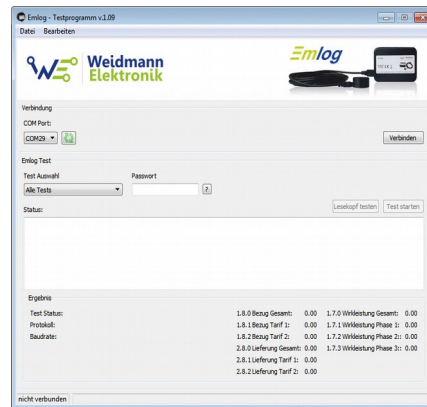 Emlog - Testprogramm v.1.09
Datei Bearbeiten
Weidmann
Elektronik
Emlog
Verbindung
COM Port:
COM29
Verbinden
Emlog Test
Test Auswahl Passwort
Alle Tests ?
Status: Lesekopf testen Test starten
Ergebnis
Test Status: 1.8.0 Bezug Gesamt: 0.00 1.7.0 Wirkleistung Gesamt: 0.00
Protokoll: 1.8.1 Bezug Tarif 1: 0.00 1.7.1 Wirkleistung Phase 1: 0.00
Baudrate: 1.8.2 Bezug Tarif 2: 0.00 1.7.2 Wirkleistung Phase 2:: 0.00
2.8.0 Lieferung Gesamt: 0.00 1.7.3 Wirkleistung Phase 3:: 0.00
2.8.1 Lieferung Tarif 1: 0.00
2.8.2 Lieferung Tarif 2: 0.00
nicht verbunden